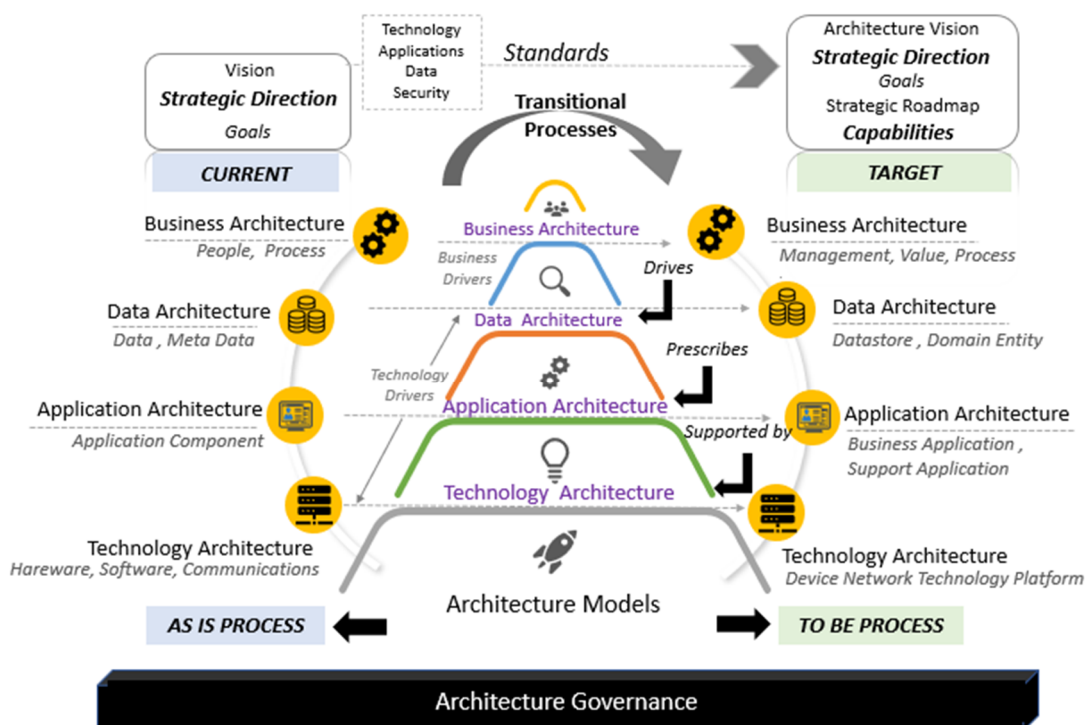 Technology
Applications
Data
Security
Standards
Vision
Strategic Direction
Goals
CURRENT
Architecture Vision
Strategic Direction
Goals
Strategic Roadmap
Capabilities
TARGET
Transitional
Processes
Business Architecture
People, Process
Data Architecture
Data , Meta Data
Application Architecture
Application Component
Technology Architecture
Hareware, Software, Communications
AS IS PROCESS
Business Architecture
Business
Drivers
Drives
Data Architecture
Prescribes
Technology
Drivers
Application Architecture
Supported by
Technology Architecture
Architecture Models
Business Architecture
Management, Value, Process
Data Architecture
Datastore , Domain Entity
Application Architecture
Business Application ,
Support Application
Technology Architecture
Device Network Technology Platform
TO BE PROCESS
Architecture Governance